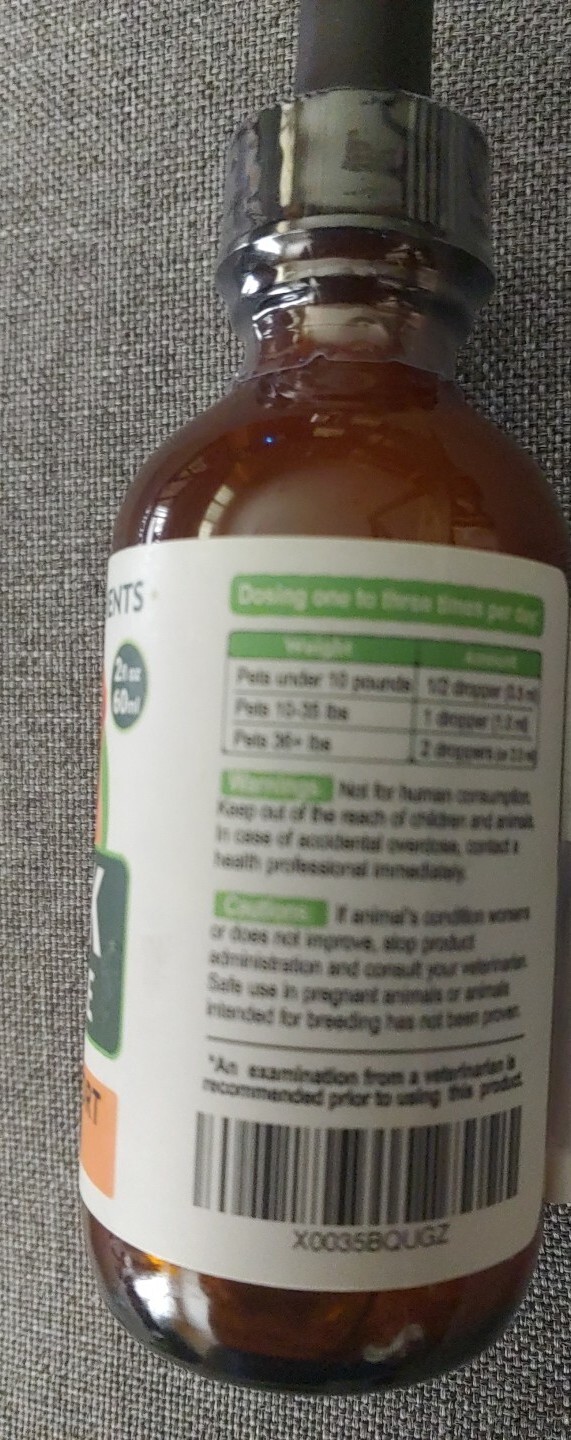 ENTS
2fl oz
60ml
K
E
RT
Dosing one to three times per day
Weight Amount
Pets under 10 pounds 1/2 dropper (0.5 ml)
Pets 10-35 lbs 1 dropper (1.0 ml)
Pets 36+ lbs 2 droppers (or 2.0 ml)
Warnings: Not for human consumption.
Keep out of the reach of children and animals.
In case of accidental overdose, contact a
health professional immediately.
Cautions: If animal's condition worsens
or does not improve, stop product
administration and consult your veterinarian.
Safe use in pregnant animals or animals
intended for breeding has not been proven.
*An examination from a veterinarian is
recommended prior to using this product.
X0035BQUGZ